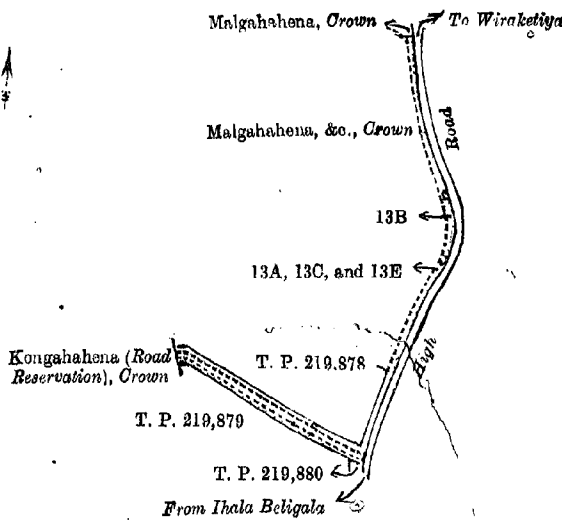 Malgahahena, Crown
To Wiraketiya
Malgahahena, &c., Crown
Road
13B
13A, 13C, and 13E
High
T. P. 219,878
Kongahahena (Road
Reservation), Crown
T. P. 219,879
T. P. 219,880
From Ihala Beligala